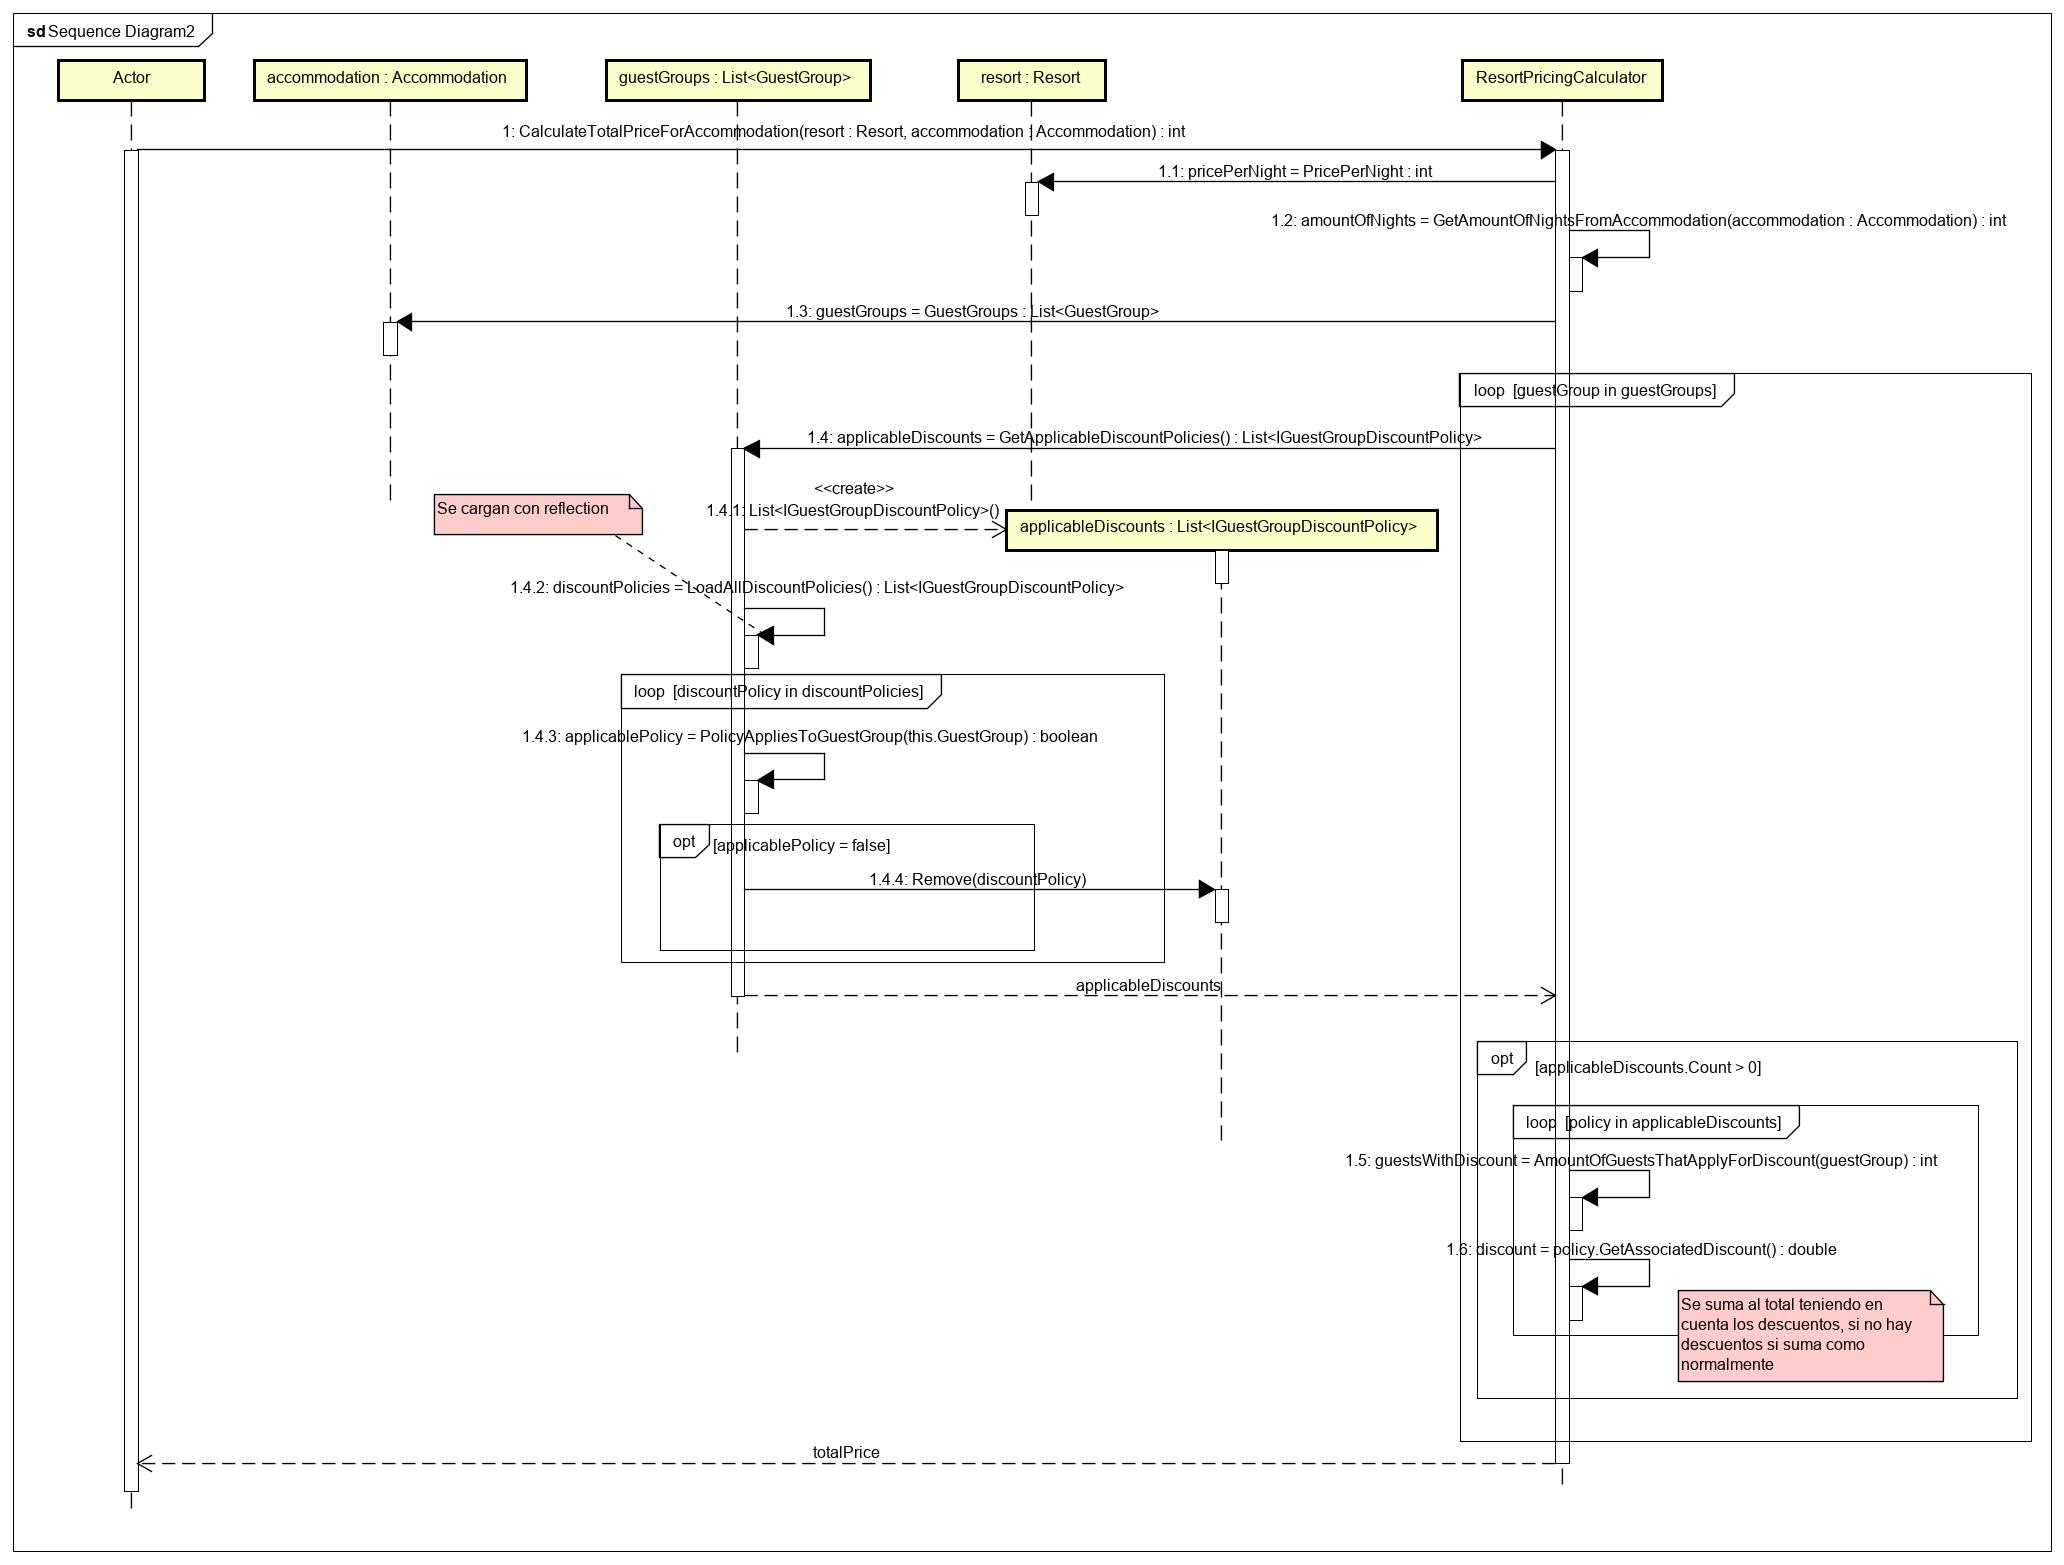 sd Sequence Diagram2
Actor
accommodation : Accommodation
guestGroups : List<GuestGroup>
resort : Resort
ResortPricingCalculator
1: CalculateTotalPriceForAccommodation(resort : Resort, accommodation : Accommodation) : int
1.1: pricePerNight = PricePerNight : int
1.2: amountOfNights = GetAmountOfNightsFromAccommodation(accommodation : Accommodation) : int
1.3: guestGroups = GuestGroups : List<GuestGroup>
loop [guestGroup in guestGroups]
1.4: applicableDiscounts = GetApplicableDiscountPolicies() : List<IGuestGroupDiscountPolicy>
<<create>>
Se cargan con reflection
1.4.1: List<IGuestGroupDiscountPolicy>()
applicableDiscounts : List<IGuestGroupDiscountPolicy>
1.4.2: discountPolicies = LoadAllDiscountPolicies() : List<IGuestGroupDiscountPolicy>
loop [discountPolicy in discountPolicies]
1.4.3: applicablePolicy = PolicyAppliesToGuestGroup(this.GuestGroup) : boolean
opt [applicablePolicy = false]
1.4.4: Remove(discountPolicy)
applicableDiscounts
opt [applicableDiscounts.Count > 0]
loop [policy in applicableDiscounts]
1.5: guestsWithDiscount = AmountOfGuestsThatApplyForDiscount(guestGroup) : int
1.6: discount = policy.GetAssociatedDiscount() : double
Se suma al total teniendo en
cuenta los descuentos, si no hay
descuentos si suma como
normalmente
totalPrice